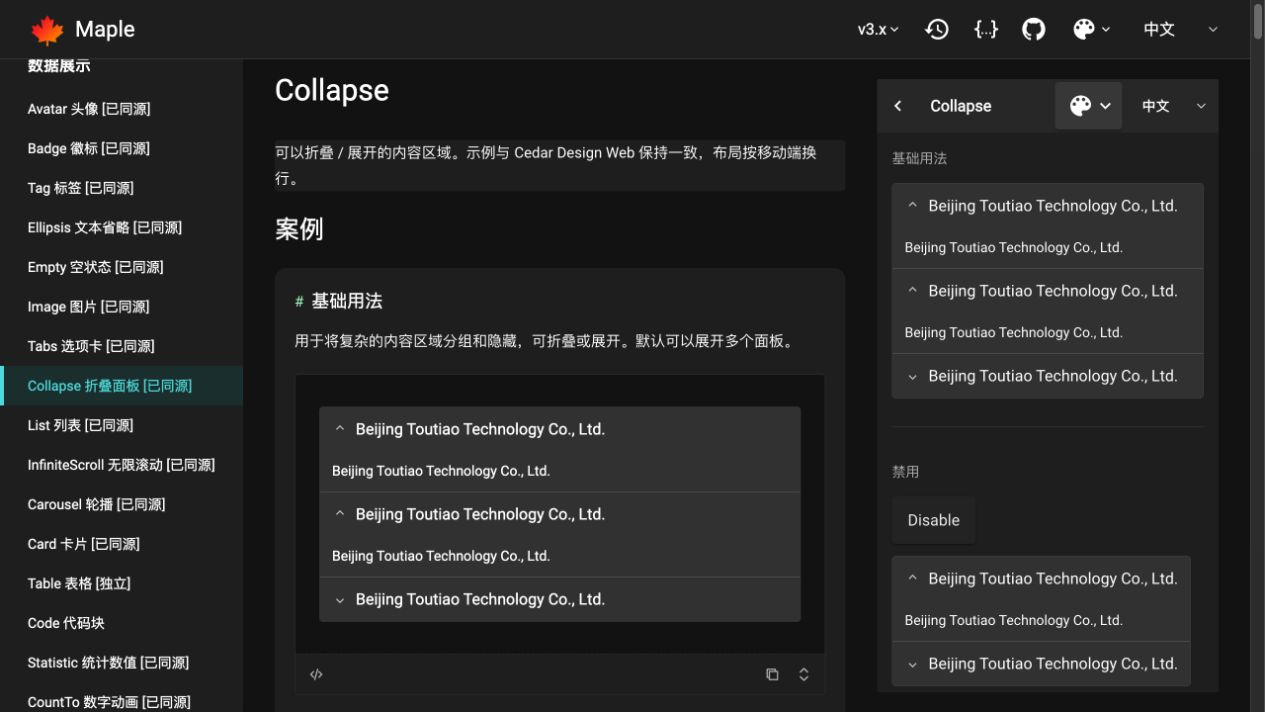 Maple
v3.x
{...}
中文
数据展示
Avatar 头像 [已同源]
Badge 徽标 [已同源]
Tag 标签 [已同源]
Ellipsis 文本省略 [已同源]
Empty 空状态 [已同源]
Image 图片 [已同源]
Tabs 选项卡 [已同源]
Collapse 折叠面板 [已同源]
List 列表 [已同源]
InfiniteScroll 无限滚动 [已同源]
Carousel 轮播 [已同源]
Card 卡片 [已同源]
Table 表格 [独立]
Code 代码块
Statistic 统计数值 [已同源]
CountTo 数字动画 [已同源]
Collapse
可以折叠 / 展开的内容区域。示例与 Cedar Design Web 保持一致，布局按移动端换
行。
案例
# 基础用法
用于将复杂的内容区域分组和隐藏，可折叠或展开。默认可以展开多个面板。
Beijing Toutiao Technology Co., Ltd.
Beijing Toutiao Technology Co., Ltd.
Beijing Toutiao Technology Co., Ltd.
Beijing Toutiao Technology Co., Ltd.
Beijing Toutiao Technology Co., Ltd.
Collapse
中文
基础用法
Beijing Toutiao Technology Co., Ltd.
Beijing Toutiao Technology Co., Ltd.
Beijing Toutiao Technology Co., Ltd.
Beijing Toutiao Technology Co., Ltd.
Beijing Toutiao Technology Co., Ltd.
禁用
Disable
Beijing Toutiao Technology Co., Ltd.
Beijing Toutiao Technology Co., Ltd.
Beijing Toutiao Technology Co., Ltd.